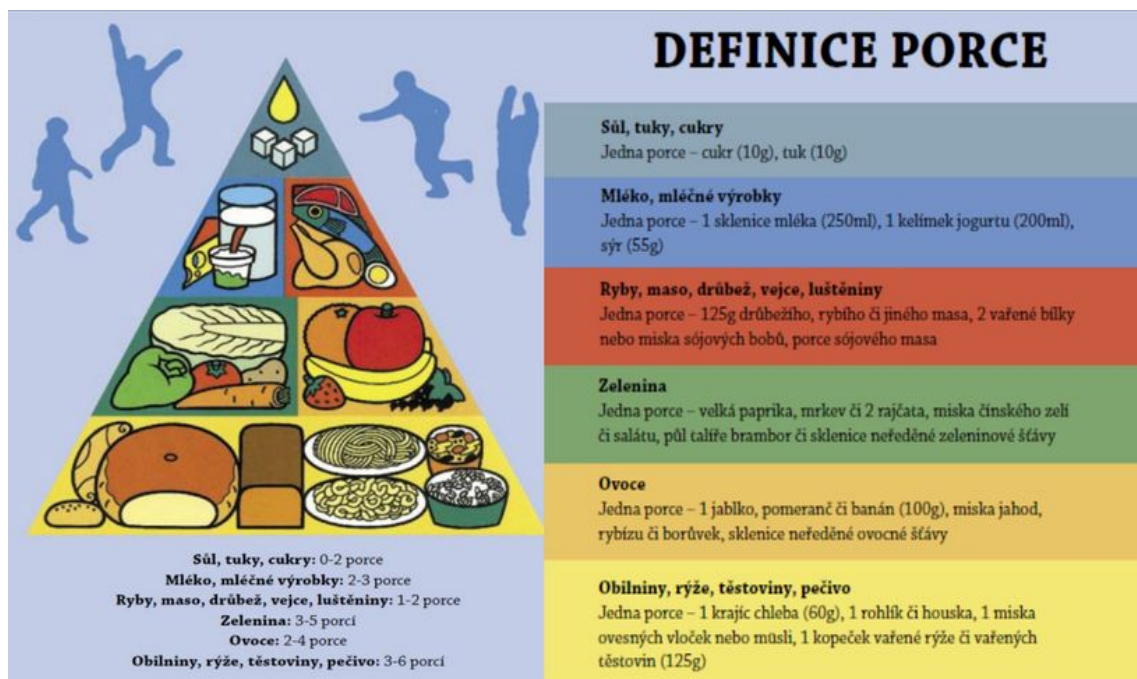 DEFINICE PORCE
Sůl, tuky, cukry
Jedna porce – cukr (10g), tuk (10g)
Mléko, mléčné výrobky
Jedna porce – 1 sklenice mléka (250ml), 1 kelímek jogurtu (200ml),
sýr (55g)
Ryby, maso, drůbež, vejce, luštěniny
Jedna porce – 125g drůbežího, rybího či jiného masa, 2 vařené bílky
nebo miska sójových bobů, porce sójového masa
Zelenina
Jedna porce – velká paprika, mrkev či 2 rajčata, miska čínského zelí
či salátu, půl talíře brambor či sklenice neředěné zeleninové šťávy
Ovoce
Jedna porce – 1 jablko, pomeranč či banán (100g), miska jahod,
rybízu či borůvek, sklenice neředěné ovocné šťávy
Obilniny, rýže, těstoviny, pečivo
Jedna porce – 1 krajíc chleba (60g), 1 rohlík či houska, 1 miska
ovesných vloček nebo müsli, 1 kopeček vařené rýže či vařených
těstovin (125g)
Sůl, tuky, cukry: 0-2 porce
Mléko, mléčné výrobky: 2-3 porce
Ryby, maso, drůbež, vejce, luštěniny: 1-2 porce
Zelenina: 3-5 porcí
Ovoce: 2-4 porce
Obilniny, rýže, těstoviny, pečivo: 3-6 porcí